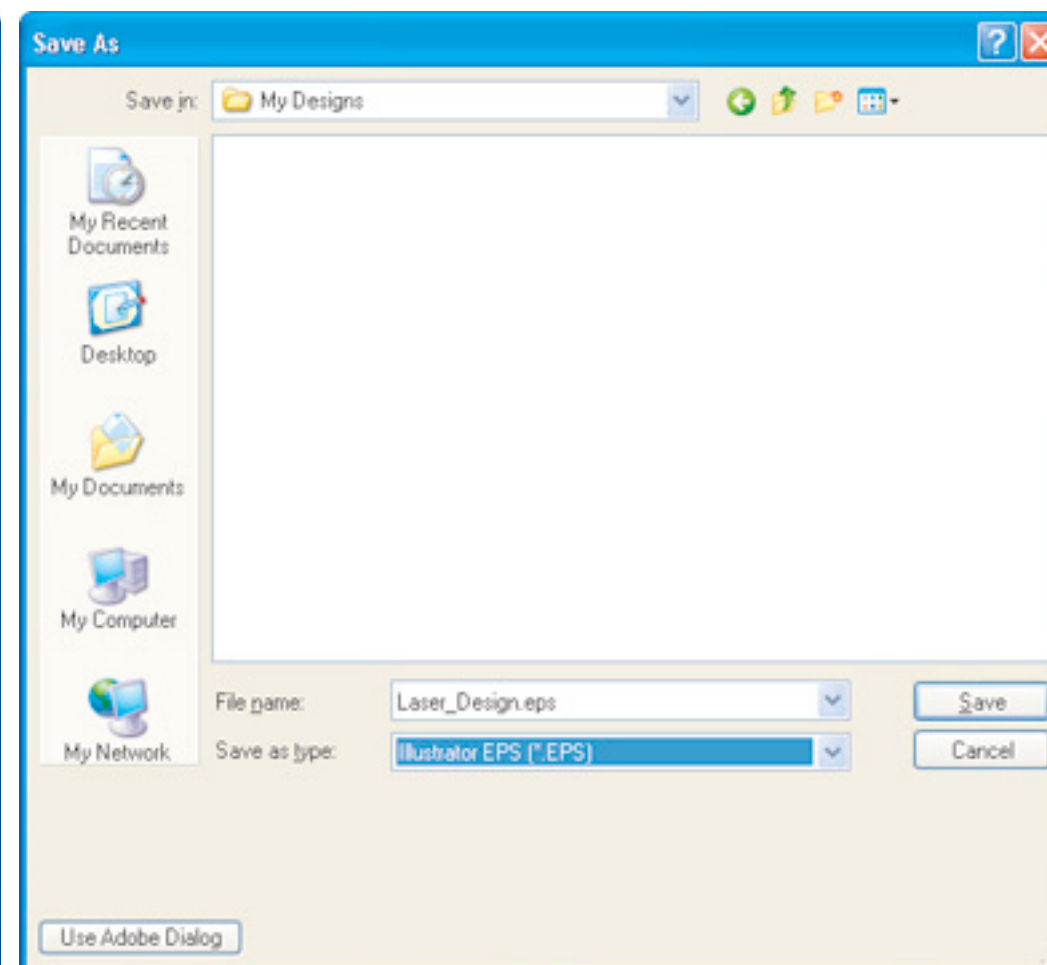 Save As
Save in: My Designs
My Recent
Documents
Desktop
My Documents
My Computer
My Network
File name: Laser_Design.eps Save
Save as type: Illustrator EPS (*.EPS) Cancel
Use Adobe Dialog